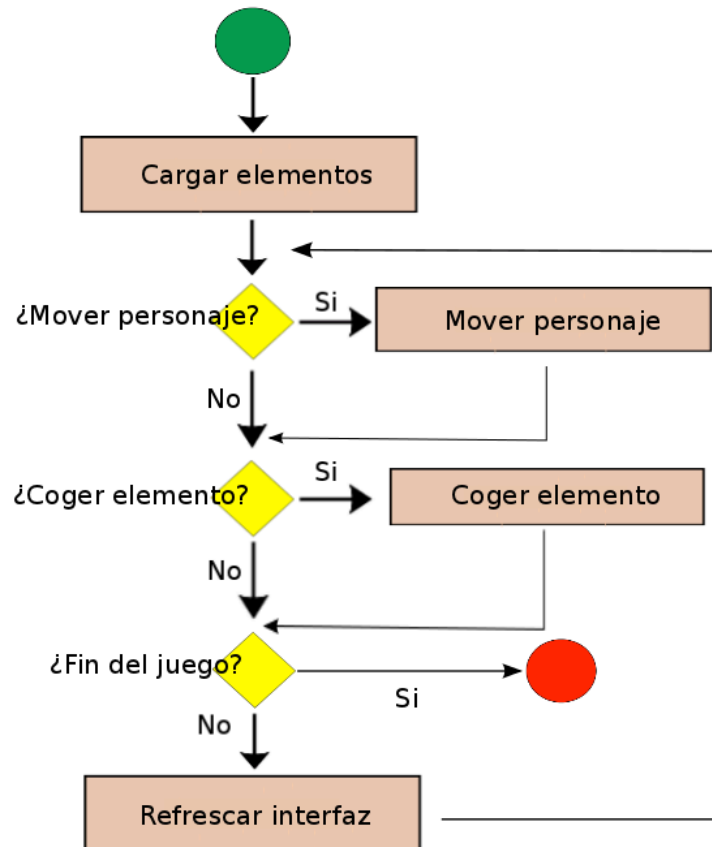 Cargar elementos
¿Mover personaje?
Si
Mover personaje
No
¿Coger elemento?
Si
Coger elemento
No
¿Fin del juego?
Si
No
Refrescar interfaz